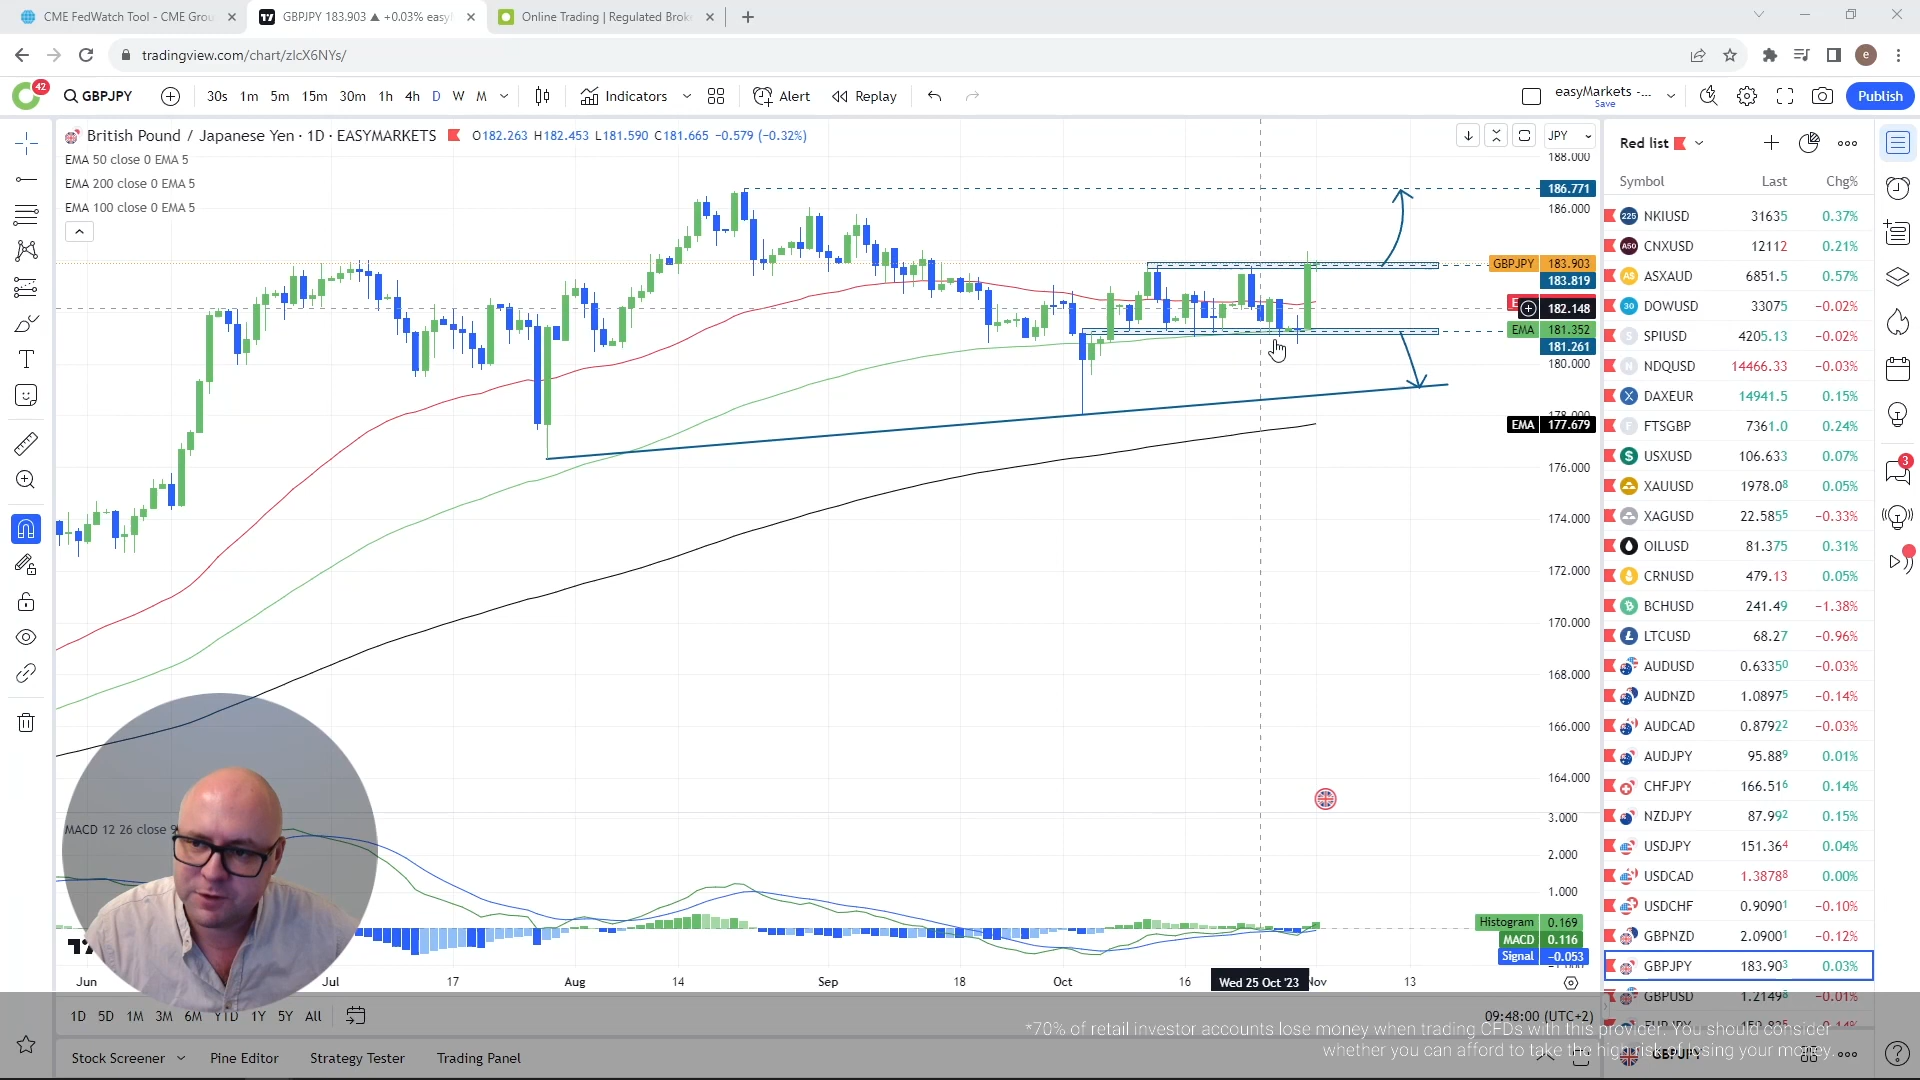 CME FedWatch Tool - CME Grou
GBPJPY 183.903 ▲ +0.03% easyl
Online Trading | Regulated Brok
tradingview.com/chart/zIcX6NYs/
e
42
GBPJPY
30s 1m 5m 15m 30m 1h 4h D W M
Indicators
Alert
Replay
easyMarkets -...
Save
Publish
British Pound / Japanese Yen · 1D · EASYMARKETS
O182.263 H182.453 L181.590 C181.665 −0.579 (−0.32%)
JPY
EMA 50 close 0 EMA 5
EMA 200 close 0 EMA 5
EMA 100 close 0 EMA 5
188.000
186.771
186.000
GBPJPY 183.903
183.819
182.148
EMA 181.352
181.261
180.000
178.000
EMA 177.679
176.000
174.000
172.000
170.000
168.000
166.000
164.000
MACD 12 26 close 9
3.000
2.000
1.000
Histogram 0.169
MACD 0.116
Signal −0.053
Jun Jul 17 Aug 14 Sep 18 Oct 16 Wed 25 Oct '23 Nov 13
1D 5D 1M 3M 6M YTD 1Y 5Y All
09:48:00 (UTC+2)
Stock Screener Pine Editor Strategy Tester Trading Panel
Red list
Symbol Last Chg%
225 NKIUSD 31635 0.37%
A50 CNXUSD 12112 0.21%
A$ ASXAUD 6851.5 0.57%
30 DOWUSD 33075 −0.02%
SPIUSD 4205.13 −0.02%
NDQUSD 14466.33 −0.03%
DAXEUR 14941.5 0.15%
FTSGBP 7361.0 0.24%
USXUSD 106.633 0.07%
XAUUSD 1978.08 0.05%
XAGUSD 22.5855 −0.33%
OILUSD 81.375 0.31%
CRNUSD 479.13 0.05%
BCHUSD 241.49 −1.38%
LTCUSD 68.27 −0.96%
AUDUSD 0.63350 −0.03%
AUDNZD 1.08975 −0.14%
AUDCAD 0.87922 −0.03%
AUDJPY 95.889 0.01%
CHFJPY 166.516 0.14%
NZDJPY 87.992 0.15%
USDJPY 151.364 0.04%
USDCAD 1.38788 0.00%
USDCHF 0.90901 −0.10%
GBPNZD 2.09001 −0.12%
GBPJPY 183.903 0.03%
GBPUSD 1.21498 −0.01%
GBPJPY
3
*70% of retail investor accounts lose money when trading CFDs with this provider. You should consider
whether you can afford to take the high risk of losing your money.